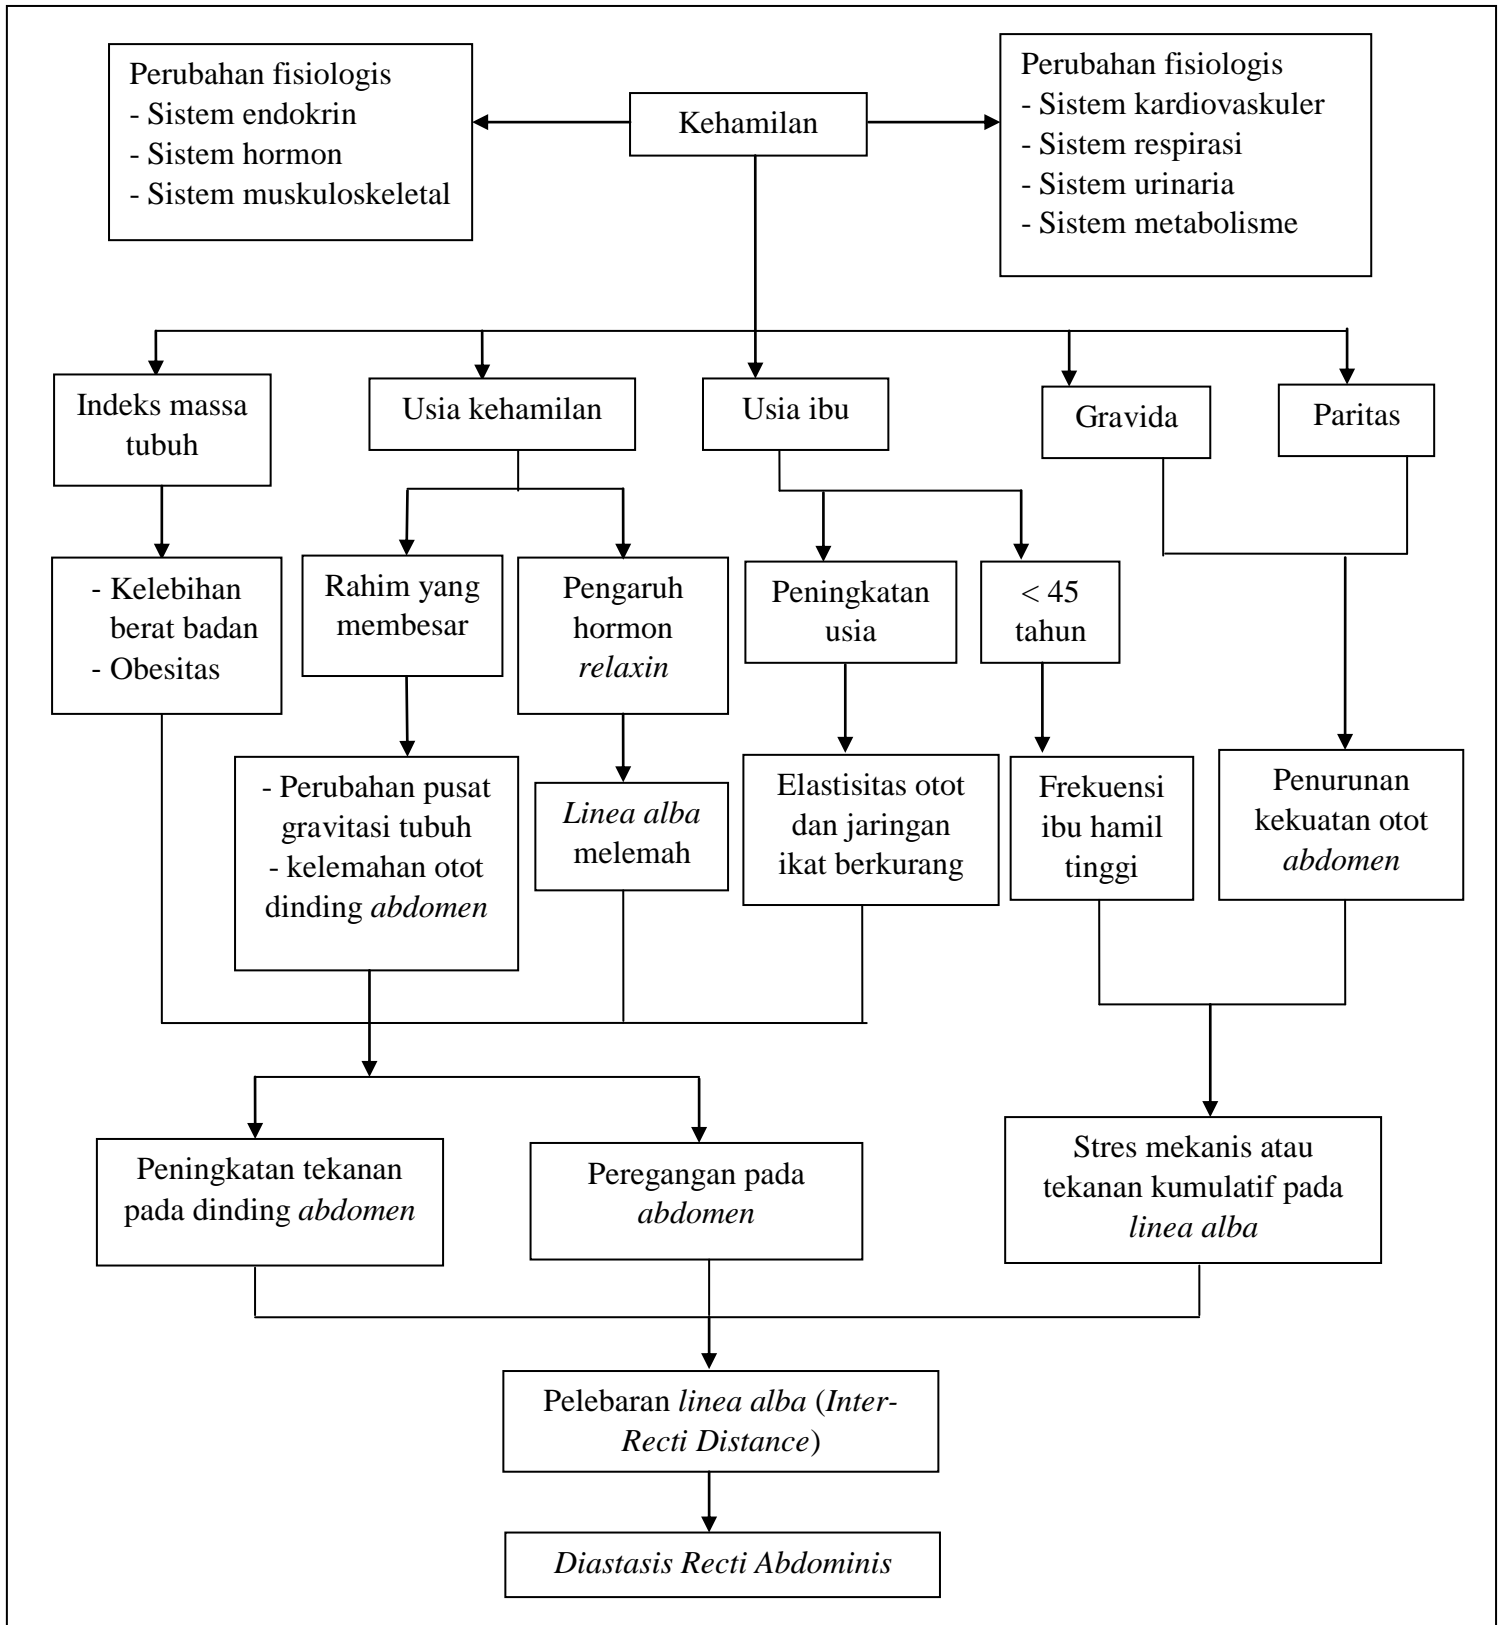 Perubahan fisiologis
- Sistem endokrin
- Sistem hormon
- Sistem muskuloskeletal
Kehamilan
Perubahan fisiologis
- Sistem kardiovaskuler
- Sistem respirasi
- Sistem urinaria
- Sistem metabolisme
Indeks massa
tubuh
Usia kehamilan
Usia ibu
Gravida
Paritas
- Kelebihan
berat badan
- Obesitas
Rahim yang
membesar
Pengaruh
hormon
relaxin
Peningkatan
usia
< 45
tahun
- Perubahan pusat
gravitasi tubuh
- kelemahan otot
dinding abdomen
Linea alba
melemah
Elastisitas otot
dan jaringan
ikat berkurang
Frekuensi
ibu hamil
tinggi
Penurunan
kekuatan otot
abdomen
Peningkatan tekanan
pada dinding abdomen
Peregangan pada
abdomen
Stres mekanis atau
tekanan kumulatif pada
linea alba
Pelebaran linea alba (Inter-
Recti Distance)
Diastasis Recti Abdominis